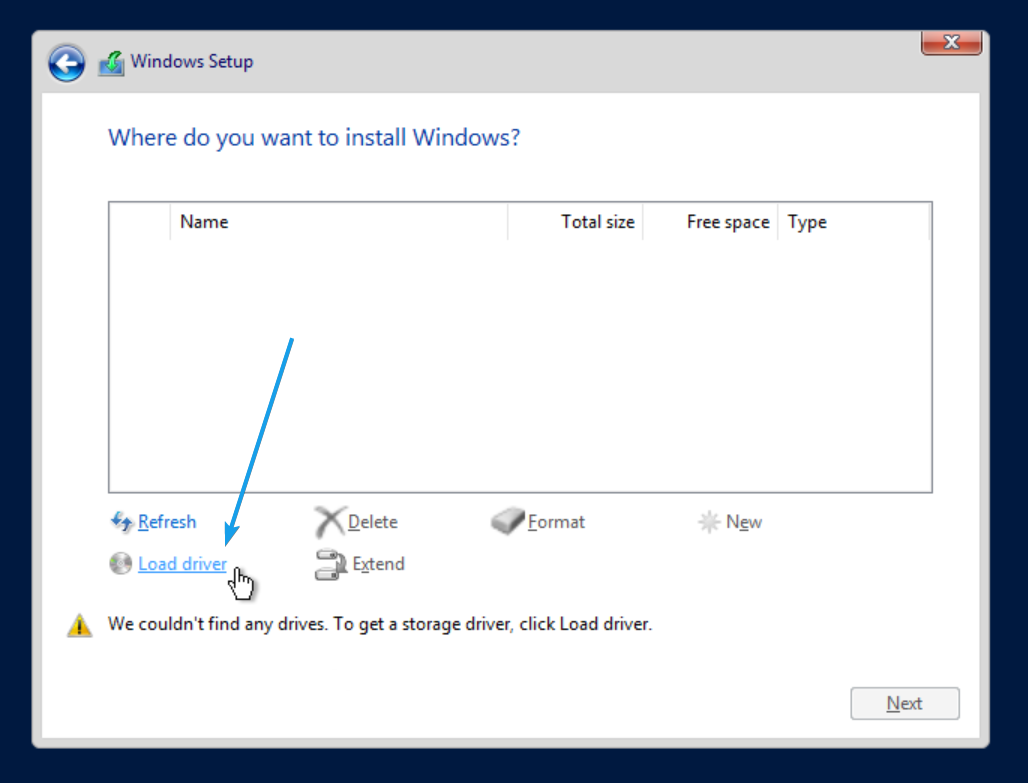 Windows Setup
Where do you want to install Windows?
Name Total size Free space Type
Refresh Delete Format New
Load driver Extend
We couldn't find any drives. To get a storage driver, click Load driver.
Next